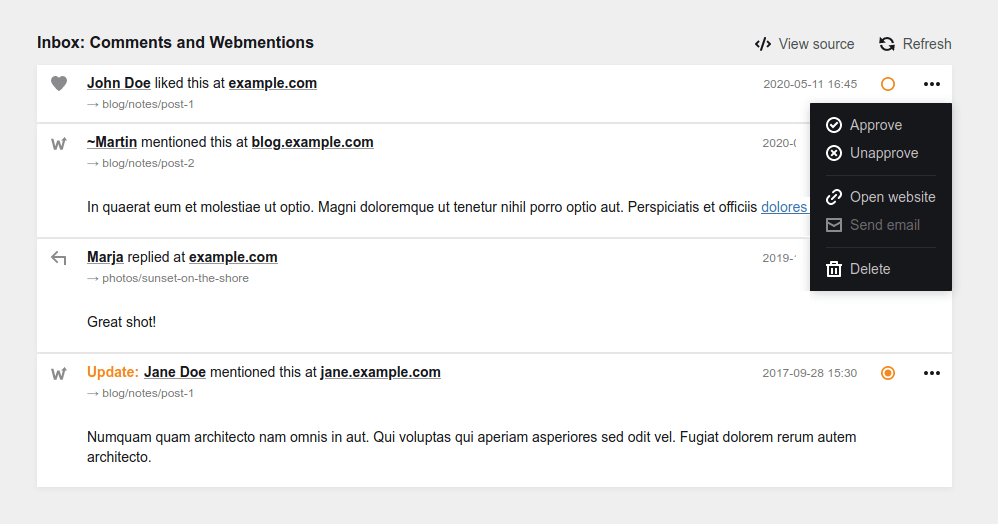 Inbox: Comments and Webmentions
View source
Refresh
John Doe liked this at example.com
2020-05-11 16:45
→ blog/notes/post-1
Approve
Unapprove
Open website
Send email
Delete
~Martin mentioned this at blog.example.com
2020-
→ blog/notes/post-2
In quaerat eum et molestiae ut optio. Magni doloremque ut tenetur nihil porro optio aut. Perspiciatis et officiis dolores
Marja replied at example.com
2019-
→ photos/sunset-on-the-shore
Great shot!
Update: Jane Doe mentioned this at jane.example.com
2017-09-28 15:30
→ blog/notes/post-1
Numquam quam architecto nam omnis in aut. Qui voluptas qui aperiam asperiores sed odit vel. Fugiat dolorem rerum autem
architecto.